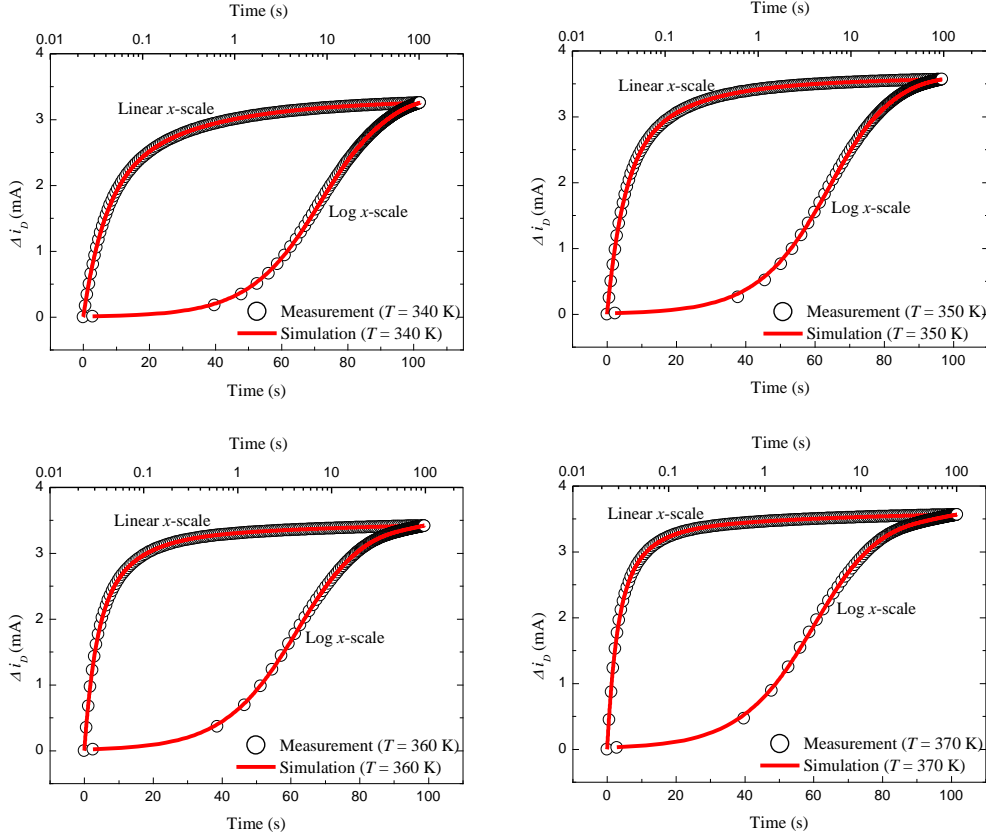 Time (s)
0.01 0.1 1 10 100
4
3
2
1
0
Δ i_D (mA)
Linear x-scale
Log x-scale
Measurement (T = 340 K)
Simulation (T = 340 K)
0 20 40 60 80 100
Time (s)
Time (s)
0.01 0.1 1 10 100
4
3
2
1
0
Δ i_D (mA)
Linear x-scale
Log x-scale
Measurement (T = 350 K)
Simulation (T = 350 K)
0 20 40 60 80 100
Time (s)
Time (s)
0.01 0.1 1 10 100
4
3
2
1
0
Δ i_D (mA)
Linear x-scale
Log x-scale
Measurement (T = 360 K)
Simulation (T = 360 K)
0 20 40 60 80 100
Time (s)
Time (s)
0.01 0.1 1 10 100
4
3
2
1
0
Δ i_D (mA)
Linear x-scale
Log x-scale
Measurement (T = 370 K)
Simulation (T = 370 K)
0 20 40 60 80 100
Time (s)